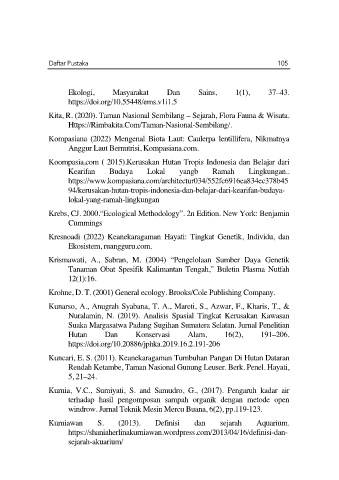 Daftar Pustaka 105
Ekologi, Masyarakat Dan Sains, 1(1), 37–43.
https://doi.org/10.55448/ems.v1i1.5
Kita, R. (2020). Taman Nasional Sembilang – Sejarah, Flora Fauna & Wisata.
Https://Rimbakita.Com/Taman-Nasional-Sembilang/.
Kompasiana (2022) Mengenal Biota Laut: Caulerpa lentillifera, Nikmatnya
Anggur Laut Bernutrisi, Kompasiana.com.
Koompasia.com ( 2015).Kerusakan Hutan Tropis Indonesia dan Belajar dari
Kearifan Budaya Lokal yangb Ramah Lingkungan..
https://www.kompasiana.com/architectur034/552fc6916ea834ec378b45
94/kerusakan-hutan-tropis-indonesia-dan-belajar-dari-kearifan-budaya-
lokal-yang-ramah-lingkungan
Krebs, CJ. 2000."Ecological Methodology". 2n Edition. New York: Benjamin
Cummings
Kresnoadi (2022) Keanekaragaman Hayati: Tingkat Genetik, Individu, dan
Ekosistem, ruangguru.com.
Krismawati, A., Sabran, M. (2004) "Pengelolaan Sumber Daya Genetik
Tanaman Obat Spesifik Kalimantan Tengah," Buletin Plasma Nutfah
12(1):16.
Krohne, D. T. (2001) General ecology. Brooks/Cole Publishing Company.
Kunarso, A., Anugrah Syabana, T. A., Mareti, S., Azwar, F., Kharis, T., &
Nuralamin, N. (2019). Analisis Spasial Tingkat Kerusakan Kawasan
Suaka Margasatwa Padang Sugihan Sumatera Selatan. Jurnal Penelitian
Hutan Dan Konservasi Alam, 16(2), 191–206.
https://doi.org/10.20886/jphka.2019.16.2.191-206
Kuncari, E. S. (2011). Keanekaragaman Tumbuhan Pangan Di Hutan Dataran
Rendah Ketambe, Taman Nasional Gunung Leuser. Berk. Penel. Hayati,
5, 21–24.
Kurnia, V.C., Sumiyati, S. and Samudro, G., (2017). Pengaruh kadar air
terhadap hasil pengomposan sampah organik dengan metode open
windrow. Jurnal Teknik Mesin Mercu Buana, 6(2), pp.119-123.
Kurniawan S. (2013). Definisi dan sejarah Aquarium.
https://shuniaherlinakurniawan.wordpress.com/2013/04/16/definisi-dan-
sejarah-akuarium/